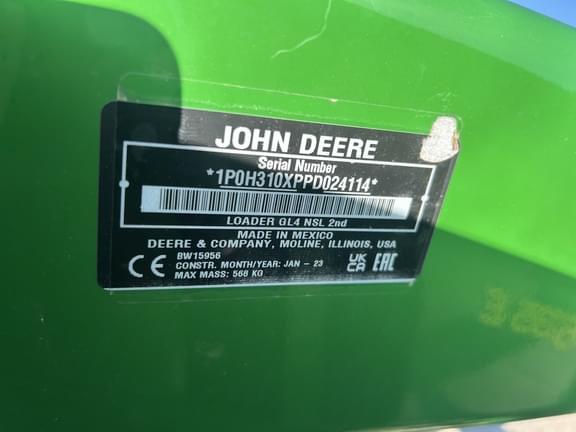 JOHN DEERE
Serial Number
*1P0H310XPPD024114*
LOADER GL4 NSL 2nd
MADE IN MEXICO
DEERE & COMPANY, MOLINE, ILLINOIS, USA
BW15956
CONSTR. MONTH/YEAR: JAN - 23
MAX MASS: 568 KG
CE
UK
CA
EAC